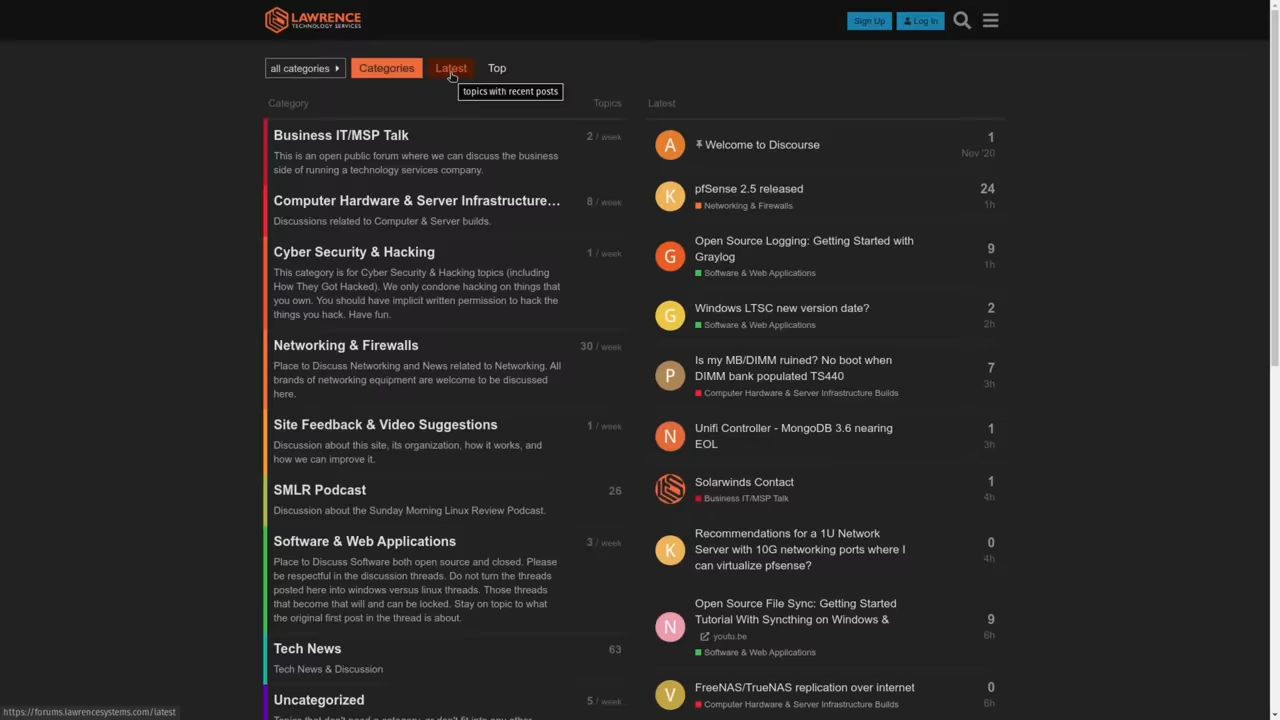 LAWRENCE
TECHNOLOGY SERVICES
Sign Up
Log In
all categories
Categories
Latest
Top
topics with recent posts
Category
Topics
Business IT/MSP Talk
2 / week
This is an open public forum where we can discuss the business
side of running a technology services company.
Computer Hardware & Server Infrastructure…
8 / week
Discussions related to Computer & Server builds.
Cyber Security & Hacking
1 / week
This category is for Cyber Security & Hacking topics (including
How They Got Hacked). We only condone hacking on things that
you own. You should have implicit written permission to hack the
things you hack. Have fun.
Networking & Firewalls
30 / week
Place to Discuss Networking and News related to Networking. All
brands of networking equipment are welcome to be discussed
here.
Site Feedback & Video Suggestions
1 / week
Discussion about this site, its organization, how it works, and
how we can improve it.
SMLR Podcast
26
Discussion about the Sunday Morning Linux Review Podcast.
Software & Web Applications
3 / week
Place to Discuss Software both open source and closed. Please
be respectful in the discussion threads. Do not turn the threads
posted here into windows versus linux threads. Those threads
that become that will and can be locked. Stay on topic to what
the original first post in the thread is about.
Tech News
63
Tech News & Discussion
Uncategorized
5 / week
Topics that don't need a category, or don't fit into any other
Latest
A
Welcome to Discourse
1
Nov '20
K
pfSense 2.5 released
24
Networking & Firewalls
1h
G
Open Source Logging: Getting Started with
Graylog
9
1h
Software & Web Applications
G
Windows LTSC new version date?
2
Software & Web Applications
2h
P
Is my MB/DIMM ruined? No boot when
DIMM bank populated TS440
7
3h
Computer Hardware & Server Infrastructure Builds
N
Unifi Controller - MongoDB 3.6 nearing
EOL
1
3h
Solarwinds Contact
1
Business IT/MSP Talk
4h
K
Recommendations for a 1U Network
Server with 10G networking ports where I
can virtualize pfsense?
0
4h
N
Open Source File Sync: Getting Started
Tutorial With Syncthing on Windows &
youtu.be
9
6h
Software & Web Applications
V
FreeNAS/TrueNAS replication over internet
0
Computer Hardware & Server Infrastructure Builds
6h
https://forums.lawrencesystems.com/latest